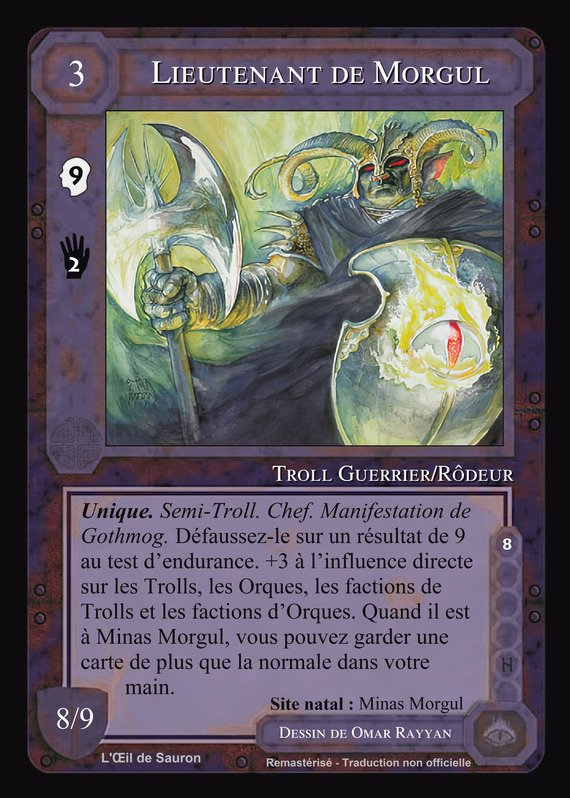 3
LIEUTENANT DE MORGUL
9
2
TROLL GUERRIER/RÔDEUR
Unique. Semi-Troll. Chef. Manifestation de
Gothmog. Défaussez-le sur un résultat de 9
au test d'endurance. +3 à l'influence directe
sur les Trolls, les Orques, les factions de
Trolls et les factions d'Orques. Quand il est
à Minas Morgul, vous pouvez garder une
carte de plus que la normale dans votre
main.
8
Site natal : Minas Morgul
8/9
DESSIN DE OMAR RAYYAN
L'Œil de Sauron
Remastérisé - Traduction non officielle